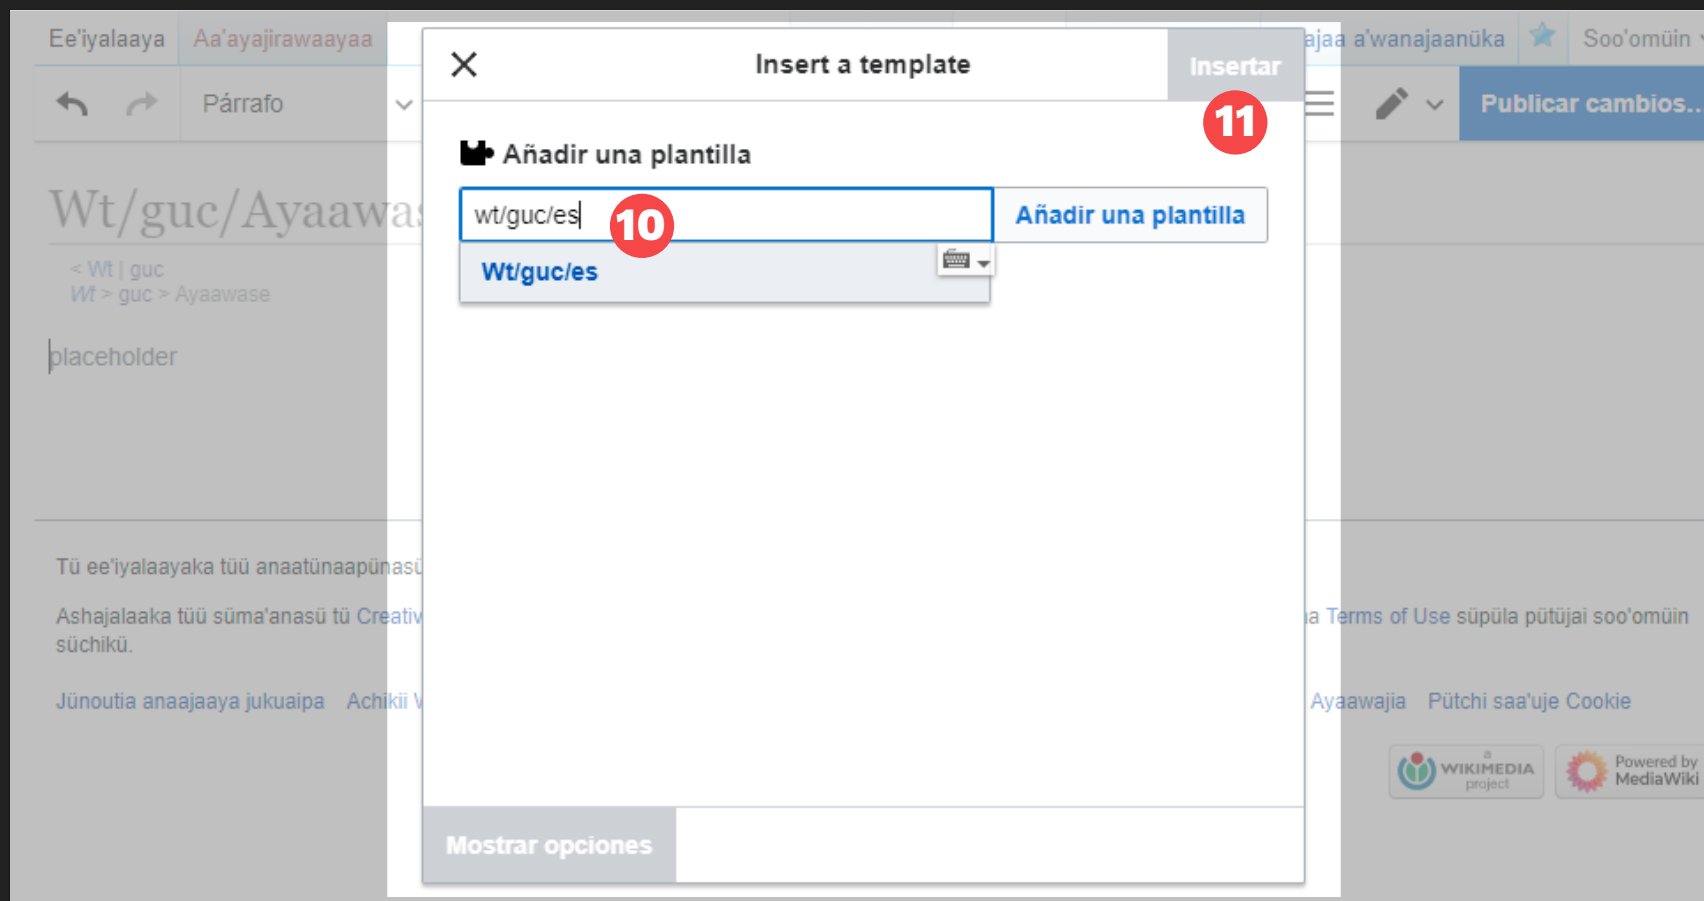 Ee'iyalaaya Aa'ayajirawaayaa ajaa a'wanajaanüka Soo'omüin
Insert a template Insertar
Párrafo Publicar cambios...
11
Añadir una plantilla
wt/guc/es 10 Añadir una plantilla
Wt/guc/es
Wt/guc/Ayaawas
< Wt | guc
Wt > guc > Ayaawase
placeholder
Tü ee'iyalaayaka tüü anaatünaapünasü
Ashajalaaka tüü süma'anasü tü Creativ Terms of Use süpüla pütüjai soo'omüin
süchikü.
Jünoutia anaajaaya jukuaipa Achikii Ayaawajia Pütchi saa'uje Cookie
a
WIKIMEDIA
project
Powered by
MediaWiki
Mostrar opciones